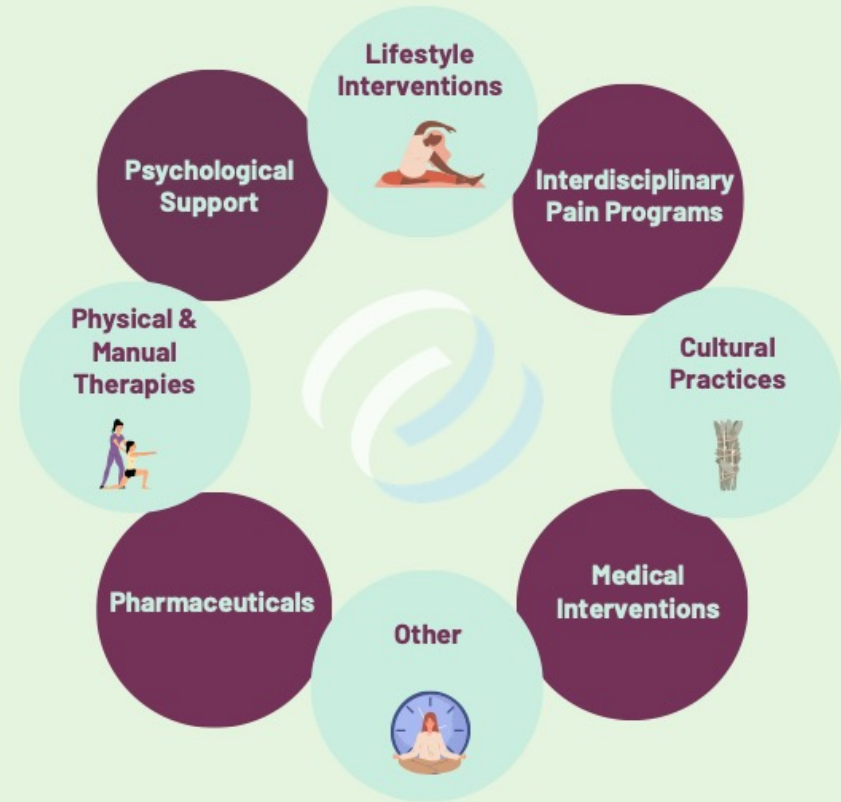 Lifestyle
Interventions
Interdisciplinary
Pain Programs
Cultural
Practices
Medical
Interventions
Other
Pharmaceuticals
Physical &
Manual
Therapies
Psychological
Support